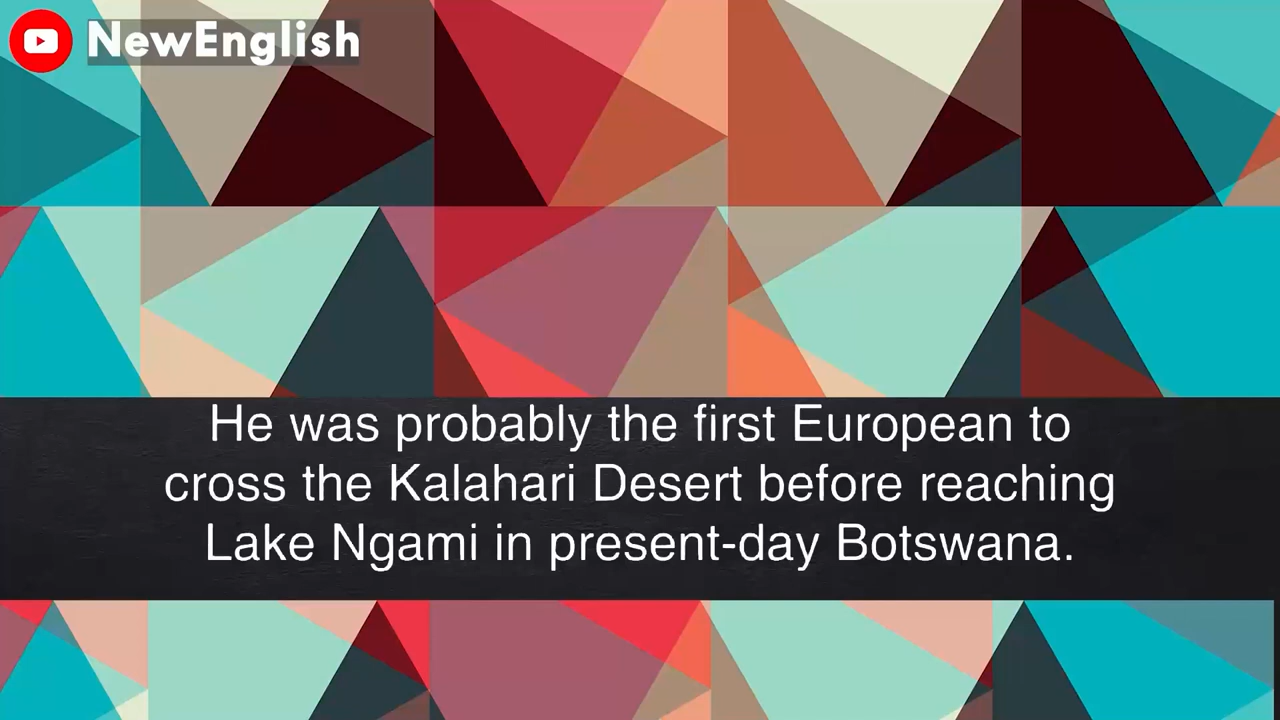 NewEnglish
He was probably the first European to
cross the Kalahari Desert before reaching
Lake Ngami in present-day Botswana.